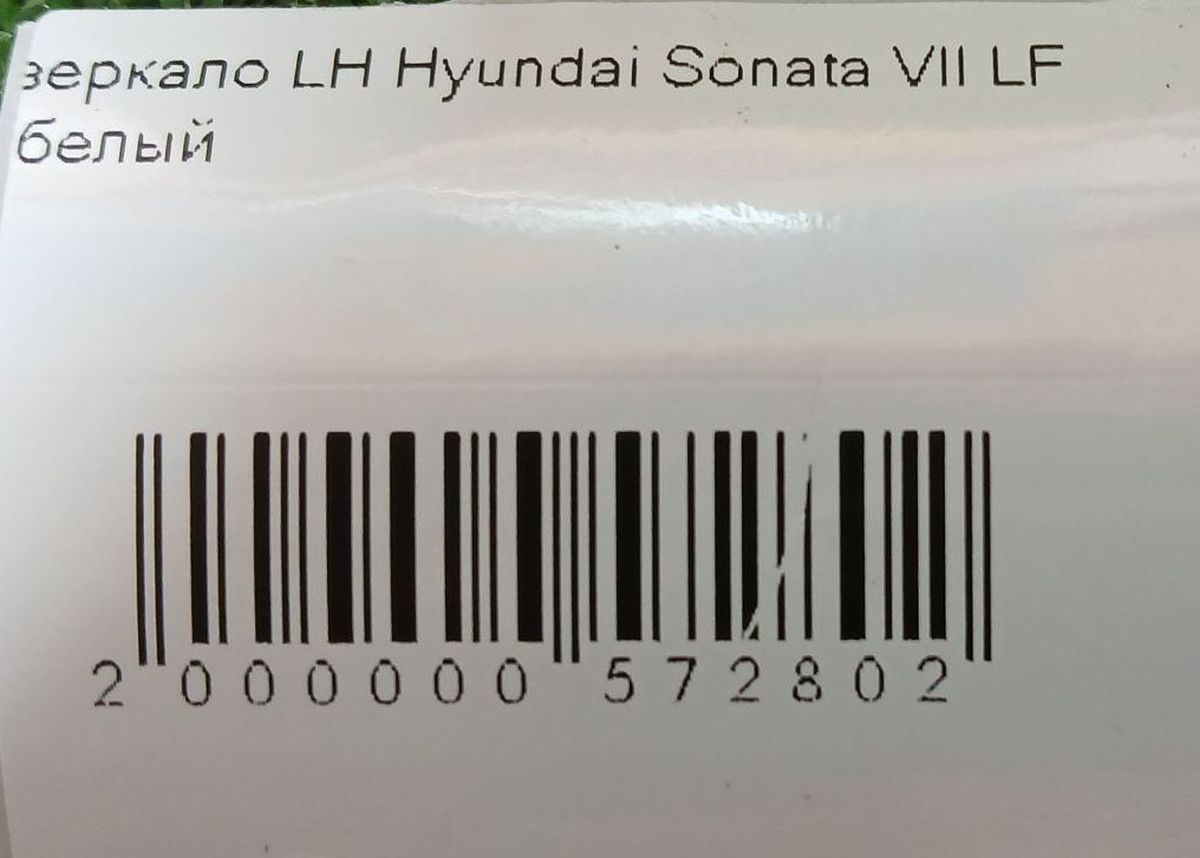 зеркало LH Hyundai Sonata VII LF
белый
2 000000 572802